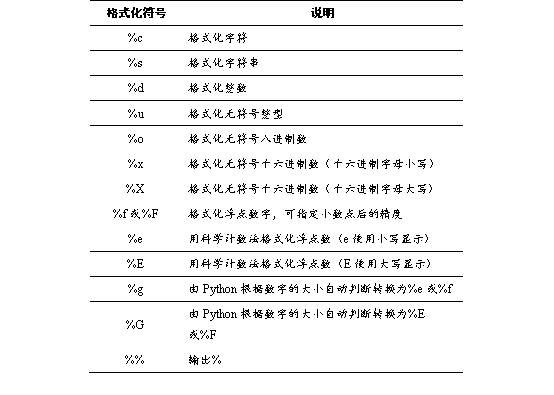 格式化符号 说明
%c 格式化字符
%s 格式化字符串
%d 格式化整数
%u 格式化无符号整型
%o 格式化无符号八进制数
%x 格式化无符号十六进制数（十六进制字母小写）
%X 格式化无符号十六进制数（十六进制字母大写）
%f 或%F 格式化浮点数字，可指定小数点后的精度
%e 用科学计数法格式化浮点数（e 使用小写显示）
%E 用科学计数法格式化浮点数（E 使用大写显示）
%g 由 Python 根据数字的大小自动判断转换为%e 或%f
%G 由 Python 根据数字的大小自动判断转换为%E
或%F
%% 输出%